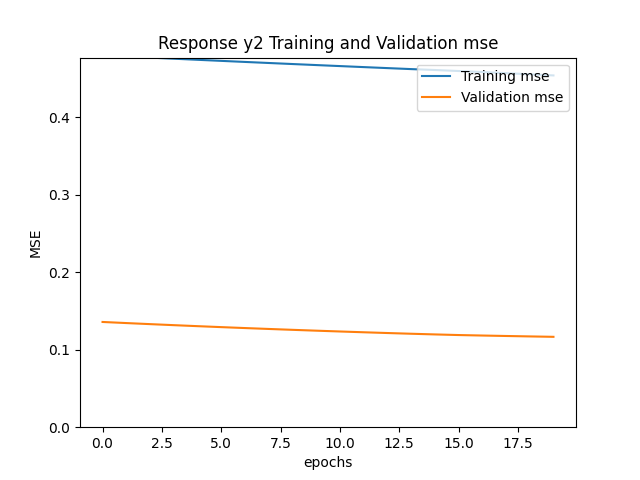 Response y2 Training and Validation mse
Training mse
Validation mse
0.4
0.3
0.2
0.1
0.0
MSE
0.0 2.5 5.0 7.5 10.0 12.5 15.0 17.5
epochs